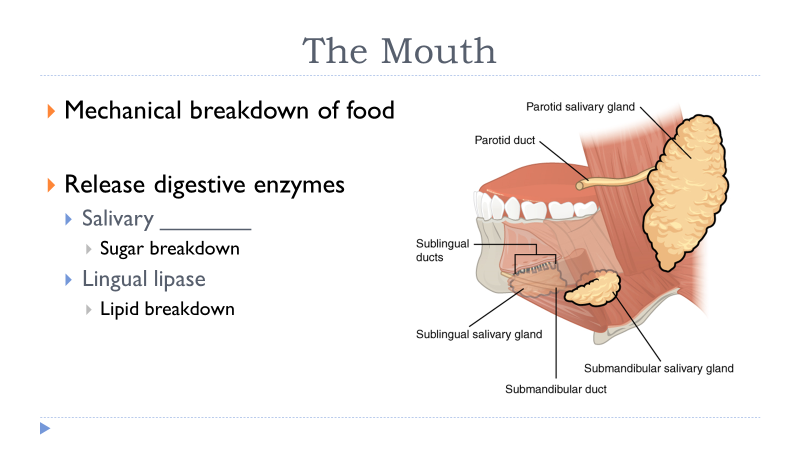 The Mouth
Mechanical breakdown of food
Release digestive enzymes
Salivary ________
Sugar breakdown
Lingual lipase
Lipid breakdown
Parotid salivary gland
Parotid duct
Sublingual
ducts
Sublingual salivary gland
Submandibular salivary gland
Submandibular duct